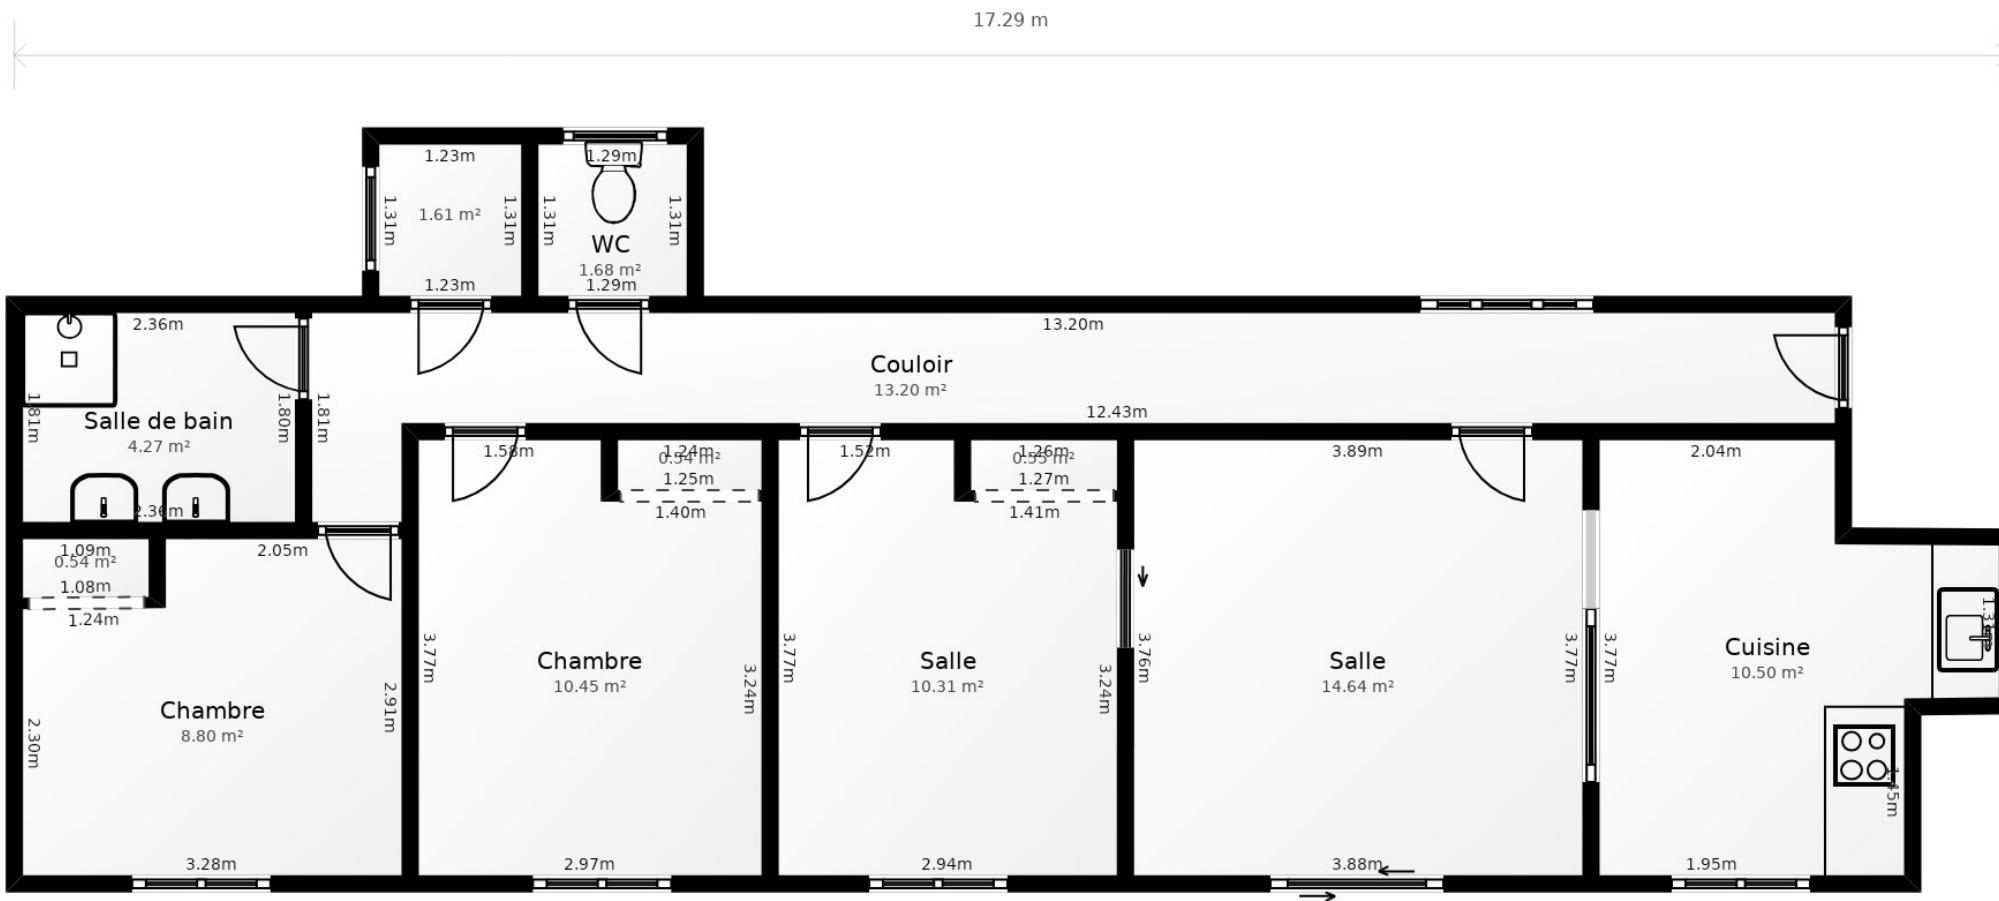 17.29 m
1.23m
1.29m
1.31m
1.31m
1.31m
1.31m
1.61 m²
WC
1.68 m²
1.23m
1.29m
2.36m
13.20m
Couloir
13.20 m²
1.81m
1.80m
1.81m
12.43m
Salle de bain
4.27 m²
2.36m
1.58m
1.24m
0.54 m²
1.25m
1.40m
1.52m
1.26m
0.55 m²
1.27m
1.41m
3.89m
2.04m
1.09m
0.54 m²
1.08m
1.24m
2.05m
Chambre
8.80 m²
2.30m
2.91m
3.28m
3.77m
Chambre
10.45 m²
3.24m
2.97m
3.77m
Salle
10.31 m²
3.24m
2.94m
3.76m
Salle
14.64 m²
3.77m
3.88m
3.77m
Cuisine
10.50 m²
1.45m
1.95m